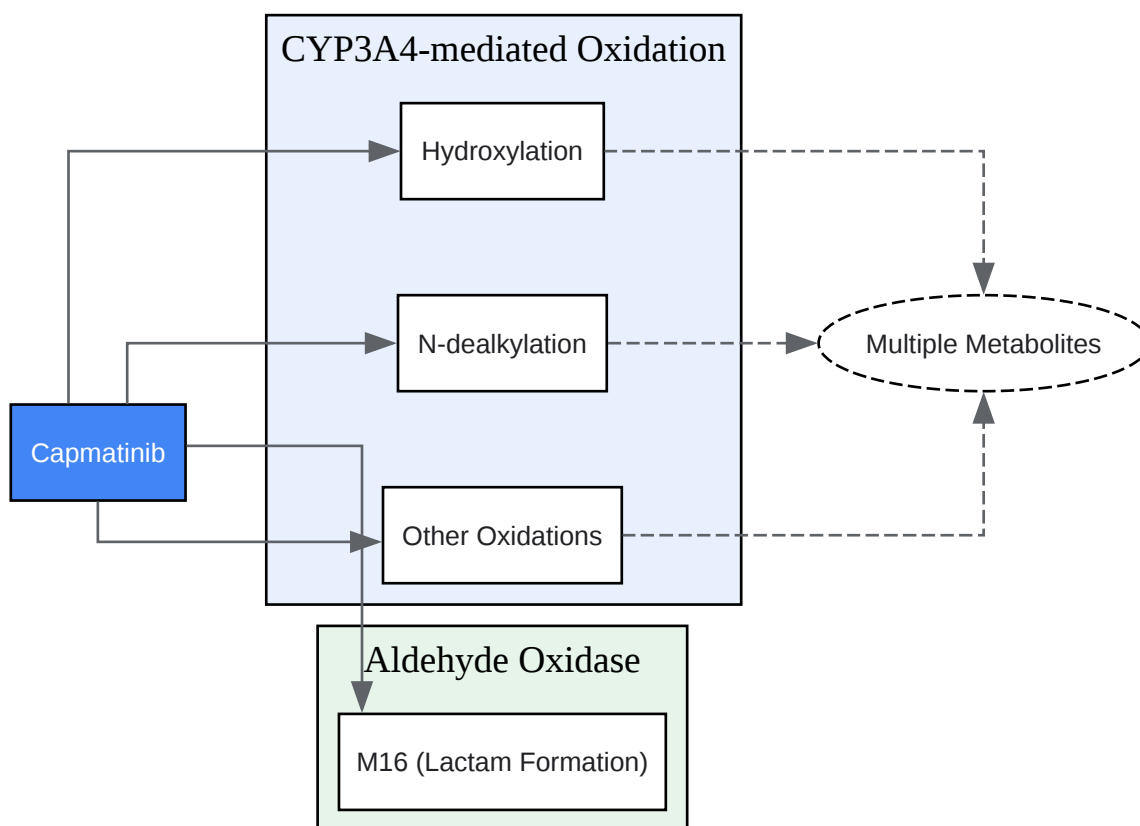 CYP3A4-mediated Oxidation
Hydroxylation
N-dealkylation
Multiple Metabolites
Capmatinib
Other Oxidations
Aldehyde Oxidase
M16 (Lactam Formation)